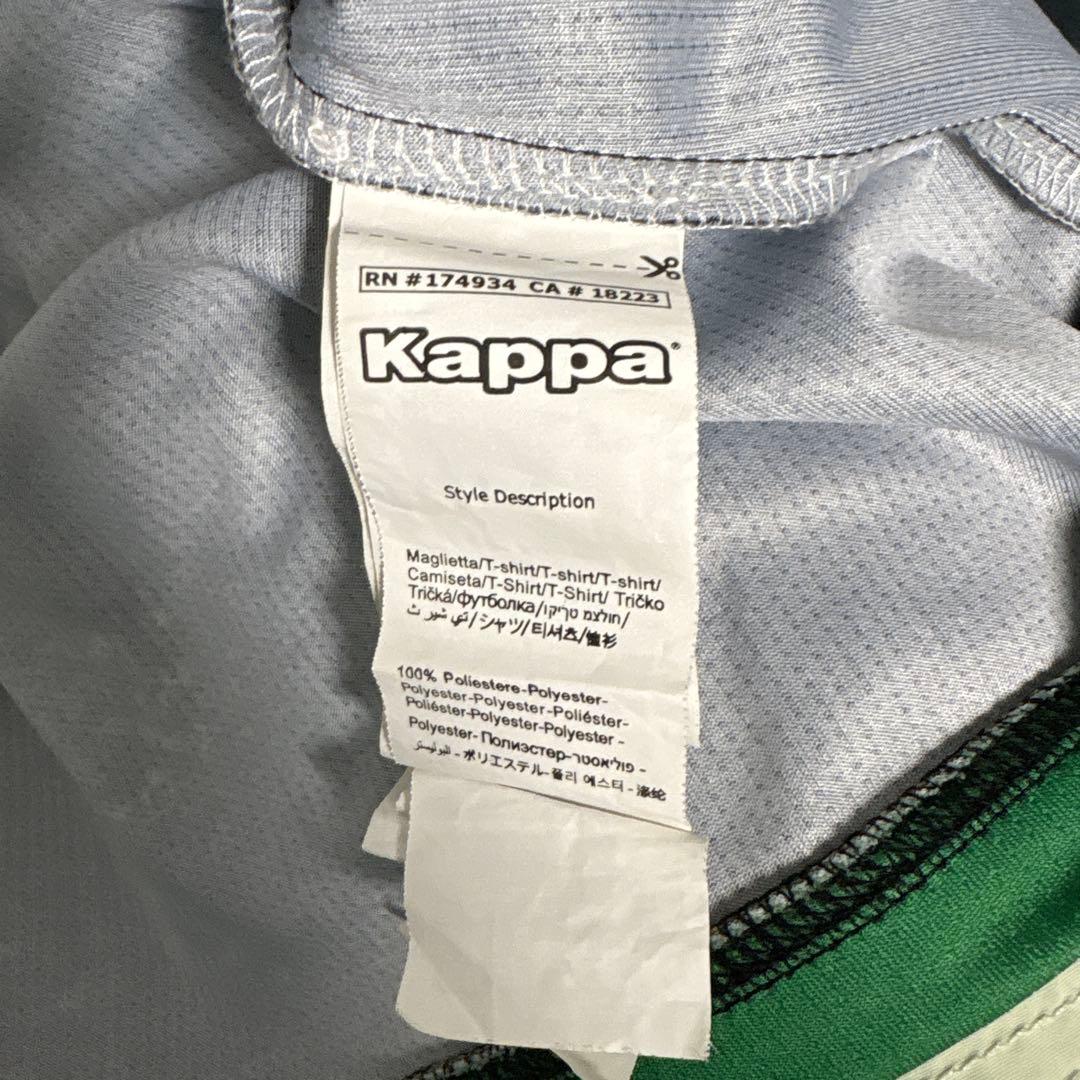 RN #174934 CA # 18223
Kappa®
Style Description
Maglietta/T-shirt/T-shirt/T-shirt/
Camiseta/T-Shirt/T-Shirt/ Tričko
Tričká/футболка/חולצמ טריקו/
تي شيرت/シャツ/티셔츠/恤衫
100% Poliestere-Polyester-
Polyester-Polyester-Poliéster-
Poliéster-Polyester-Polyester -
Polyester- Полиэстер-פוליאסטר -
البوليستر - ポリエステル-폴리 에스터 - 涤纶